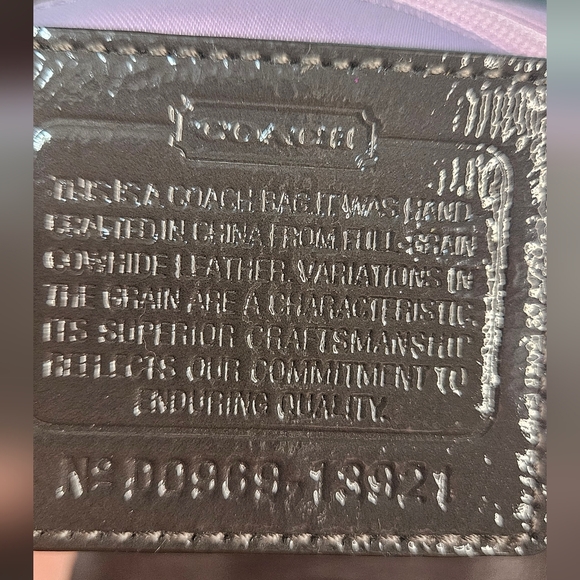 COACH
THIS IS A COACH BAG. IT WAS HAND-
CRAFTED IN CHINA FROM FULL-GRAIN
COWHIDE LEATHER. VARIATIONS IN
THE GRAIN ARE A CHARACTERISTIC.
ITS SUPERIOR CRAFTSMANSHIP
REFLECTS OUR COMMITMENT TO
ENDURING QUALITY.
Nº D0969-13921